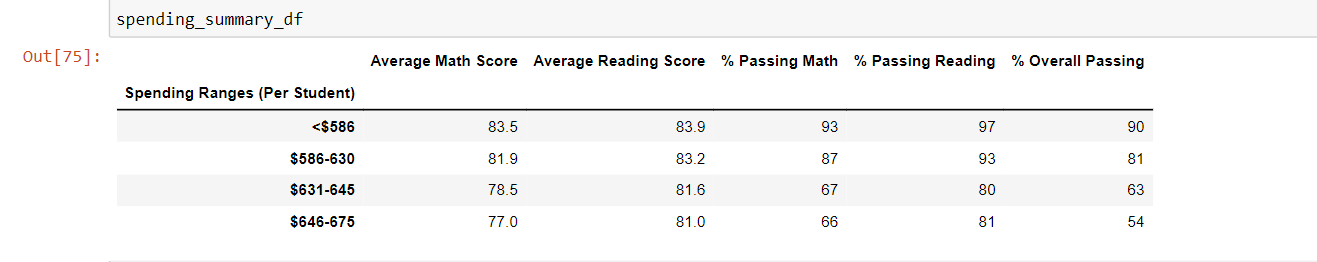 spending_summary_df
Out[75]:
Average Math Score Average Reading Score % Passing Math % Passing Reading % Overall Passing
Spending Ranges (Per Student)
<$586 83.5 83.9 93 97 90
$586-630 81.9 83.2 87 93 81
$631-645 78.5 81.6 67 80 63
$646-675 77.0 81.0 66 81 54